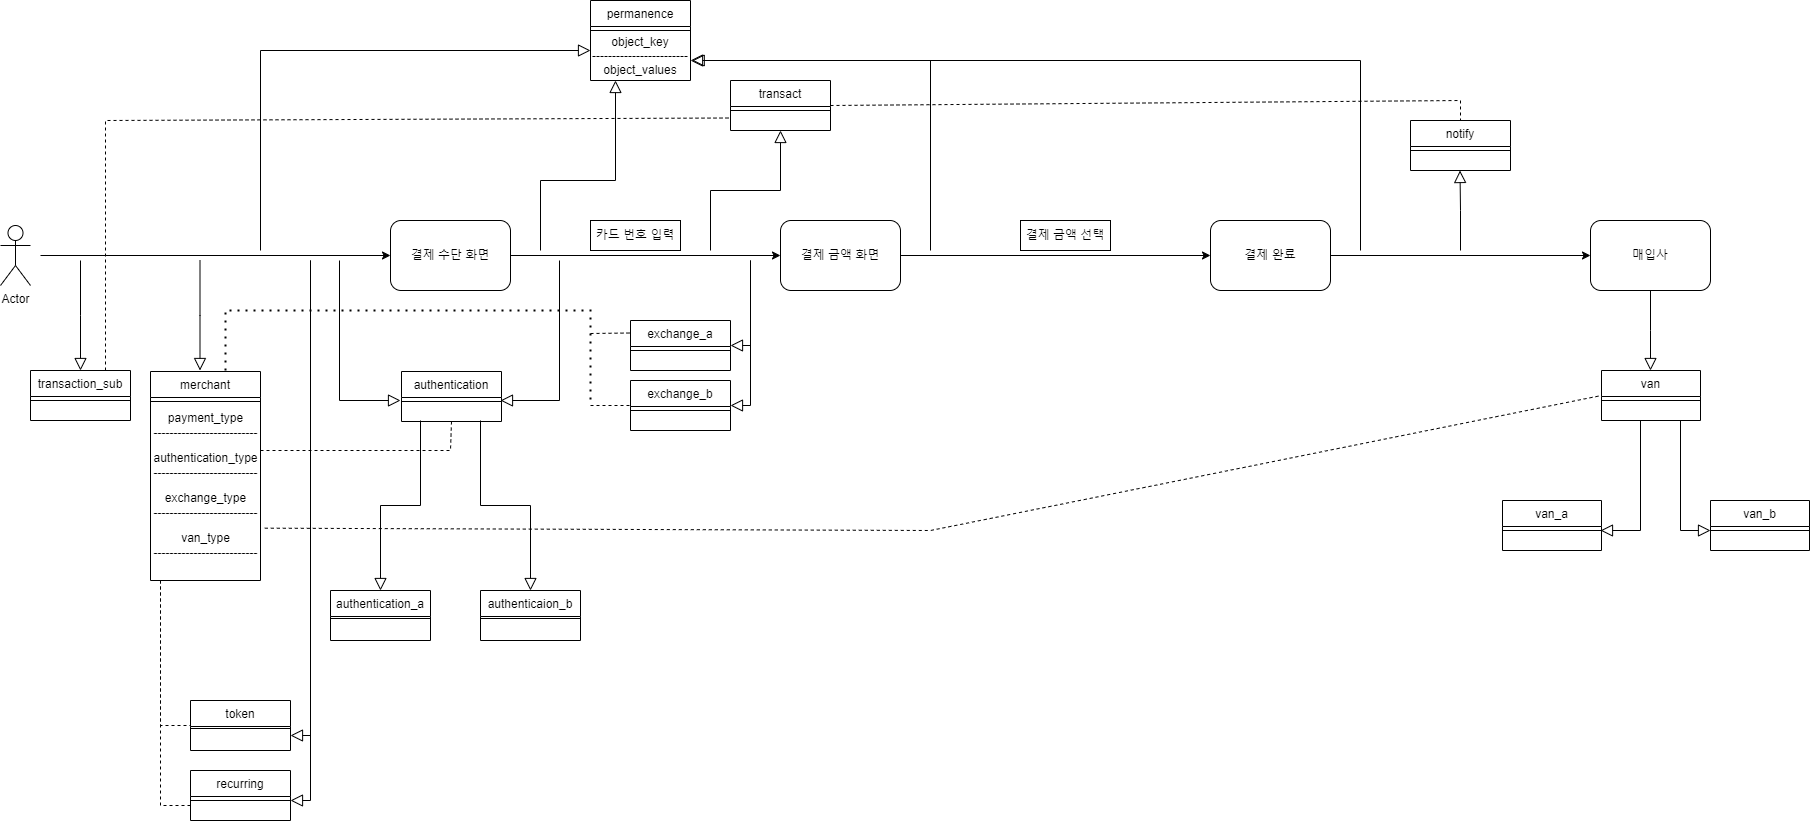 permanence
object_key
object_values
transact
notify
Actor
결제 수단 화면
카드 번호 입력
결제 금액 화면
결제 금액 선택
결제 완료
매입사
transaction_sub
merchant
payment_type
authentication_type
exchange_type
van_type
authentication
exchange_a
exchange_b
van
van_a
van_b
authentication_a
authenticaion_b
token
recurring